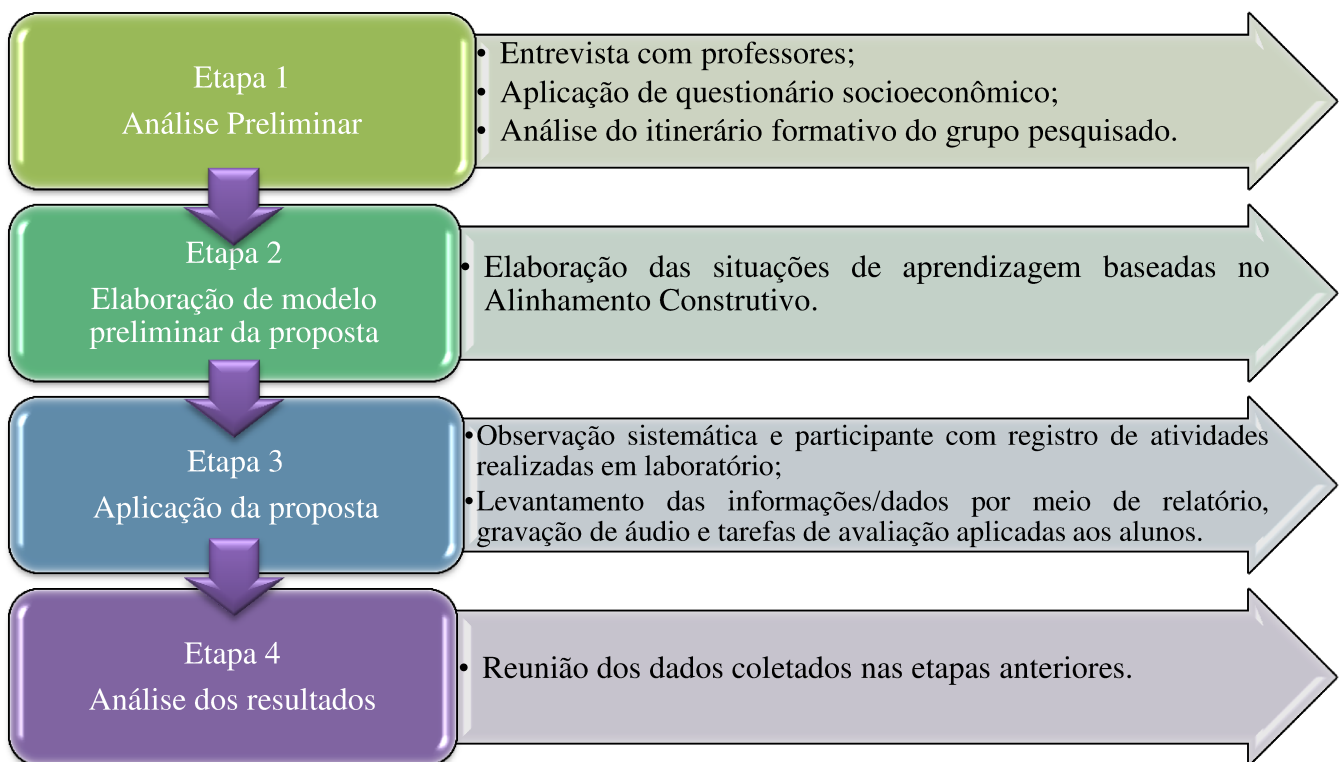 Etapa 1
Análise Preliminar
• Entrevista com professores;
• Aplicação de questionário socioeconômico;
• Análise do itinerário formativo do grupo pesquisado.
Etapa 2
Elaboração de modelo
preliminar da proposta
• Elaboração das situações de aprendizagem baseadas no
Alinhamento Construtivo.
Etapa 3
Aplicação da proposta
•Observação sistemática e participante com registro de atividades
realizadas em laboratório;
•Levantamento das informações/dados por meio de relatório,
gravação de áudio e tarefas de avaliação aplicadas aos alunos.
Etapa 4
Análise dos resultados
• Reunião dos dados coletados nas etapas anteriores.